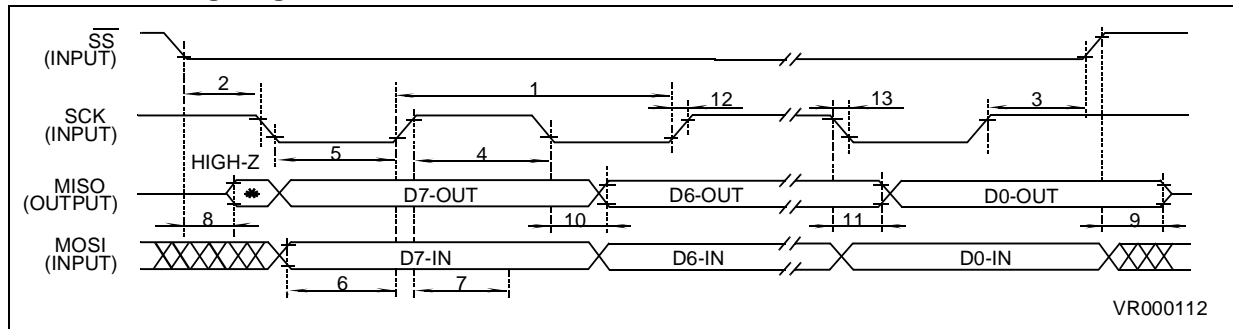 SS
(INPUT)
2
1
12
13
3
SCK
(INPUT)
HIGH-Z
5
4
MISO
(OUTPUT)
D7-OUT
D6-OUT
D0-OUT
8
10
11
9
MOSI
(INPUT)
D7-IN
D6-IN
D0-IN
6
7
VR000112